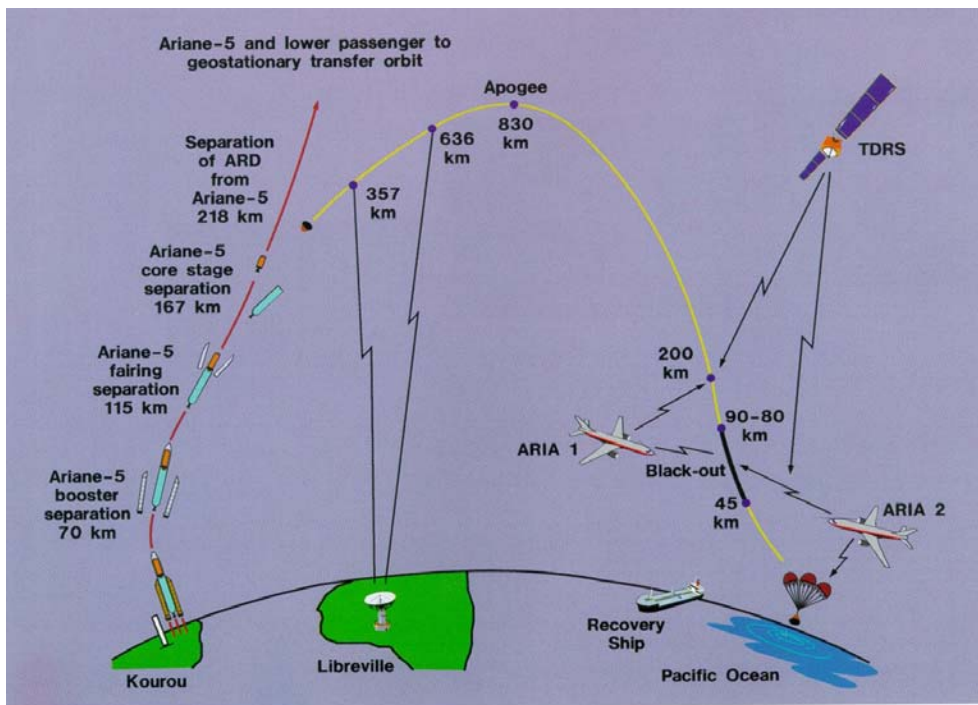 Ariane-5 and lower passenger to
geostationary transfer orbit
Apogee
830
km
636
km
357
km
TDRS
Separation
of ARD
from
Ariane-5
218 km
Ariane-5
core stage
separation
167 km
Ariane-5
fairing
separation
115 km
Ariane-5
booster
separation
70 km
200
km
90-80
km
ARIA 1
Black-out
45
km
ARIA 2
Recovery
Ship
Kourou
Libreville
Pacific Ocean